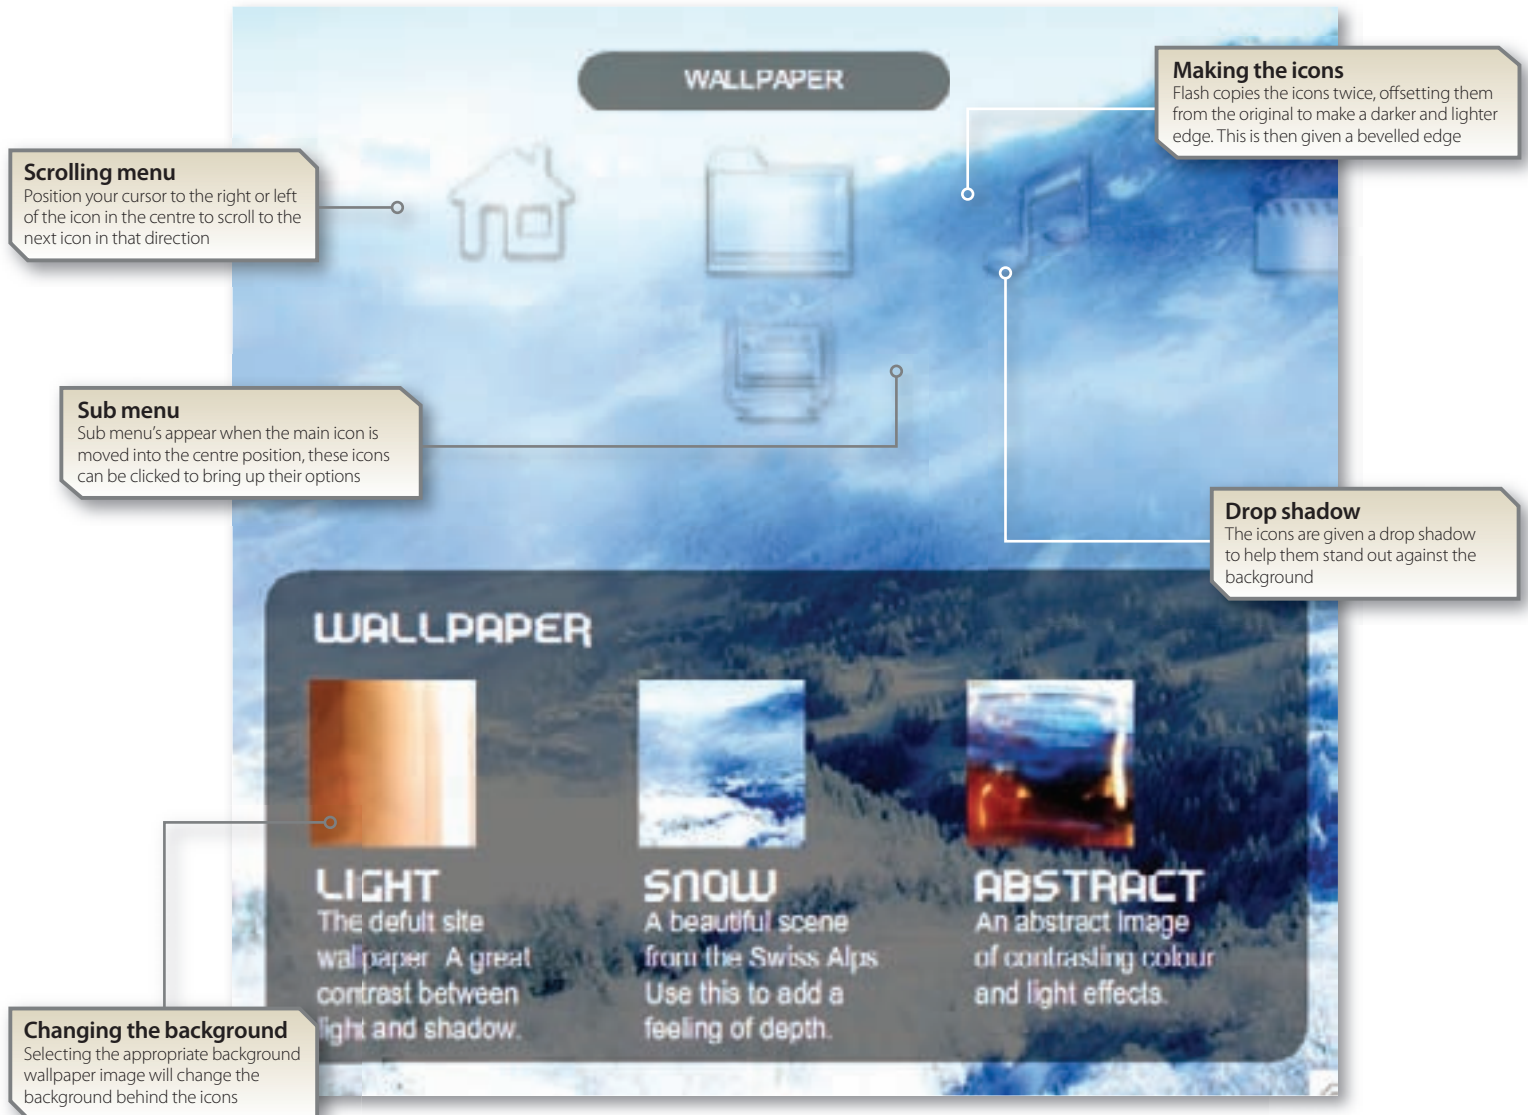 WALLPAPER
Making the icons
Flash copies the icons twice, offsetting them
from the original to make a darker and lighter
edge. This is then given a bevelled edge
Scrolling menu
Position your cursor to the right or left
of the icon in the centre to scroll to the
next icon in that direction
Sub menu
Sub menu's appear when the main icon is
moved into the centre position, these icons
can be clicked to bring up their options
Drop shadow
The icons are given a drop shadow
to help them stand out against the
background
WALLPAPER
LIGHT
The defult site
wallpaper A great
contrast between
light and shadow.
SNOW
A beautiful scene
from the Swiss Alps
Use this to add a
feeling of depth.
ABSTRACT
An abstract image
of contrasting colour
and light effects.
Changing the background
Selecting the appropriate background
wallpaper image will change the
background behind the icons